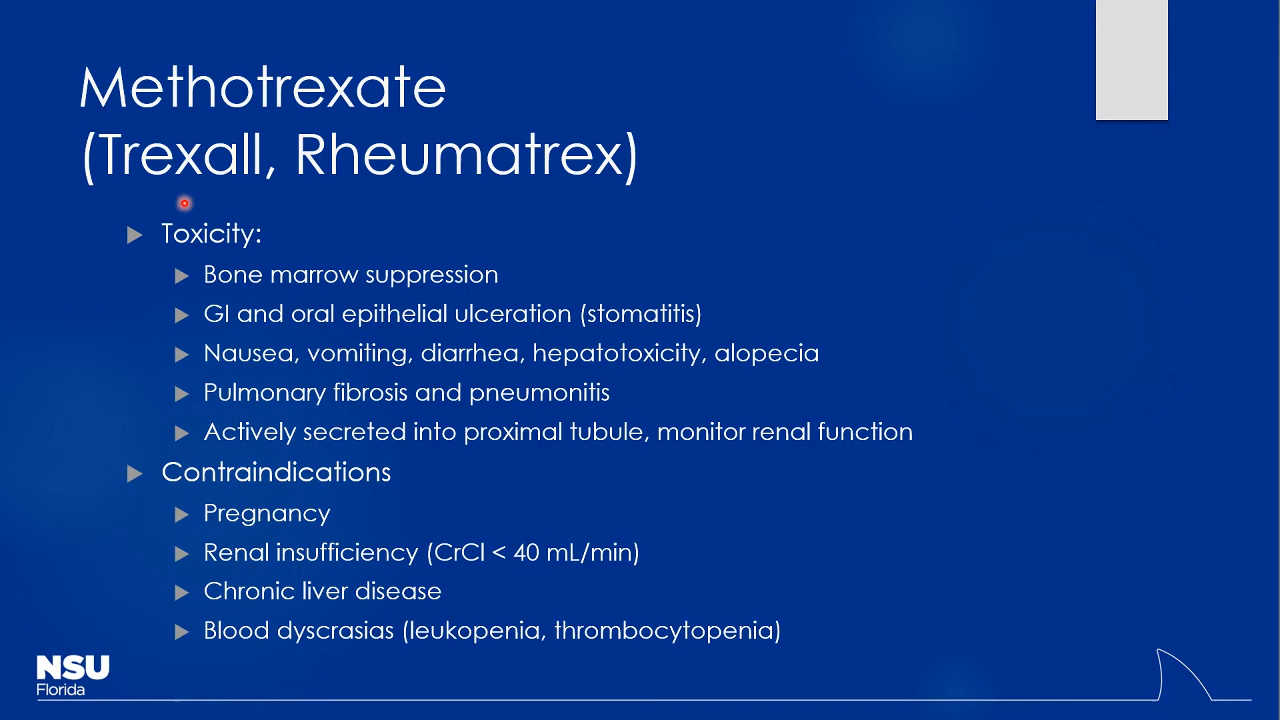 Methotrexate
(Trexall, Rheumatrex)
Toxicity:
Bone marrow suppression
GI and oral epithelial ulceration (stomatitis)
Nausea, vomiting, diarrhea, hepatotoxicity, alopecia
Pulmonary fibrosis and pneumonitis
Actively secreted into proximal tubule, monitor renal function
Contraindications
Pregnancy
Renal insufficiency (CrCl < 40 mL/min)
Chronic liver disease
Blood dyscrasias (leukopenia, thrombocytopenia)
NSU
Florida